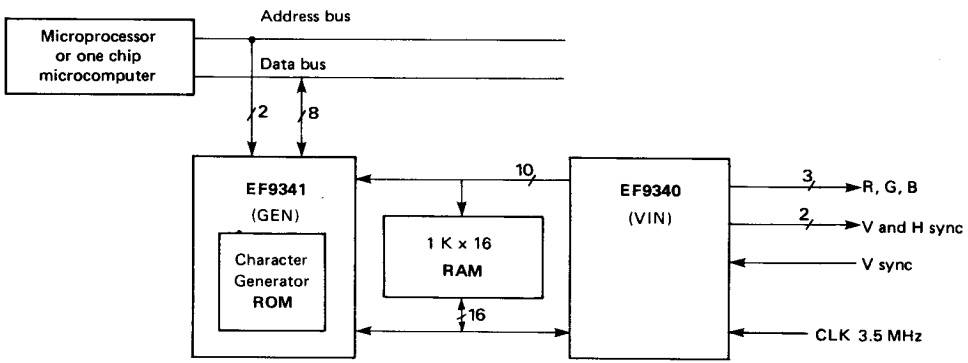 Address bus
Microprocessor
or one chip
microcomputer
Data bus
2
8
EF9341
(GEN)
Character
Generator
ROM
10
1 K x 16
RAM
16
EF9340
(VIN)
3
R, G, B
2
V and H sync
V sync
CLK 3.5 MHz